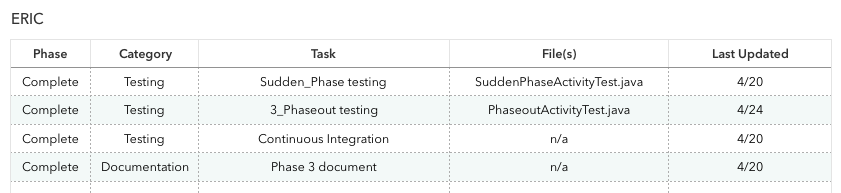 ERIC
Phase Category Task File(s) Last Updated
Complete Testing Sudden_Phase testing SuddenPhaseActivityTest.java 4/20
Complete Testing 3_Phaseout testing PhaseoutActivityTest.java 4/24
Complete Testing Continuous Integration n/a 4/20
Complete Documentation Phase 3 document n/a 4/20